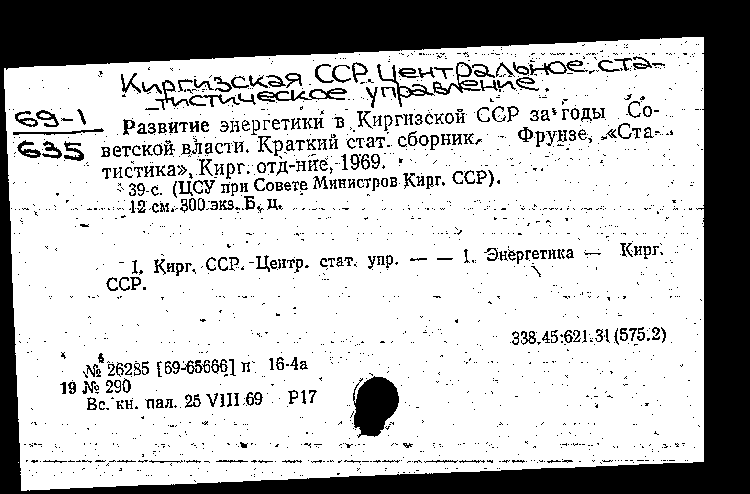 Киргизская ССР. Центральное ста-
тистическое управление.
69-1
635
Развитие энергетики в Киргизской ССР за годы Со-
ветской власти. Краткий стат. сборник. Фрунзе, «Ста-
тистика», Кирг. отд-ние, 1969.
39 с. (ЦСУ при Совете Министров Кирг. ССР).
12 см. 300 экз. Б. ц.
I. Кирг. ССР. Центр. стат. упр. — — 1. Энергетика — Кирг.
ССР.
338.45:621.31(575.2)
№ 26285 [69-65666] п 16-4а
19 № 290
Вс. кн. пал. 25 VIII 69 Р17